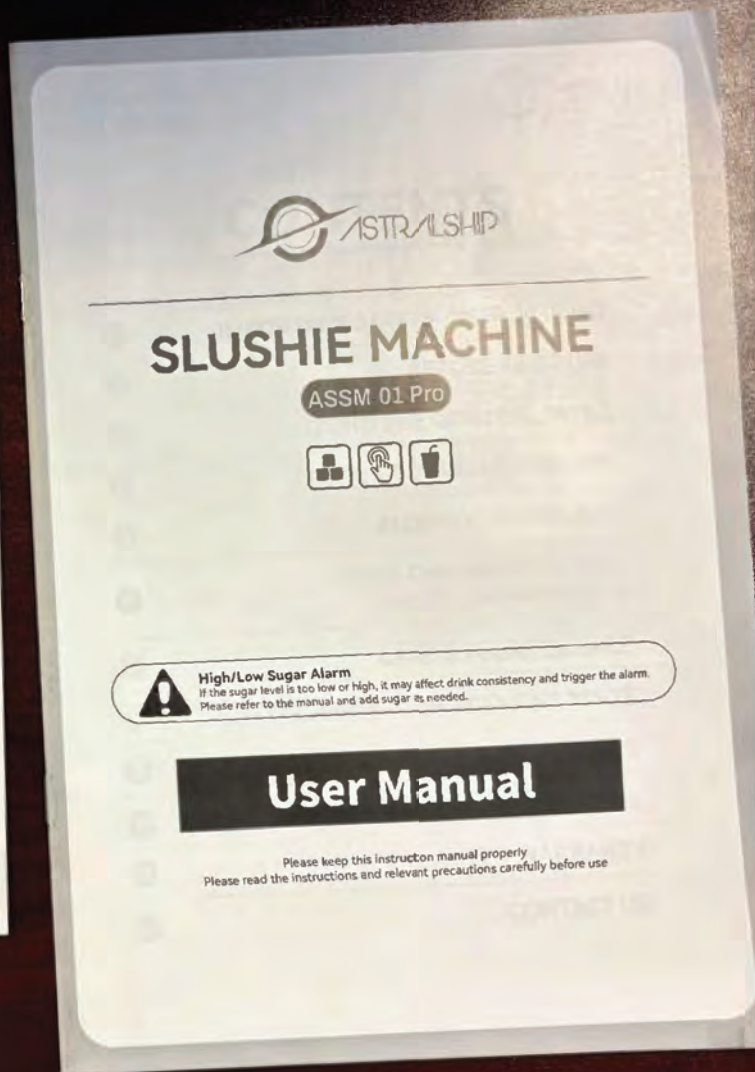 ASTRALSHIP
SLUSHIE MACHINE
ASSM 01 Pro
High/Low Sugar Alarm
If the sugar level is too low or high, it may affect drink consistency and trigger the alarm.
Please refer to the manual and add sugar as needed.
User Manual
Please keep this instructon manual properly
Please read the instructions and relevant precautions carefully before use